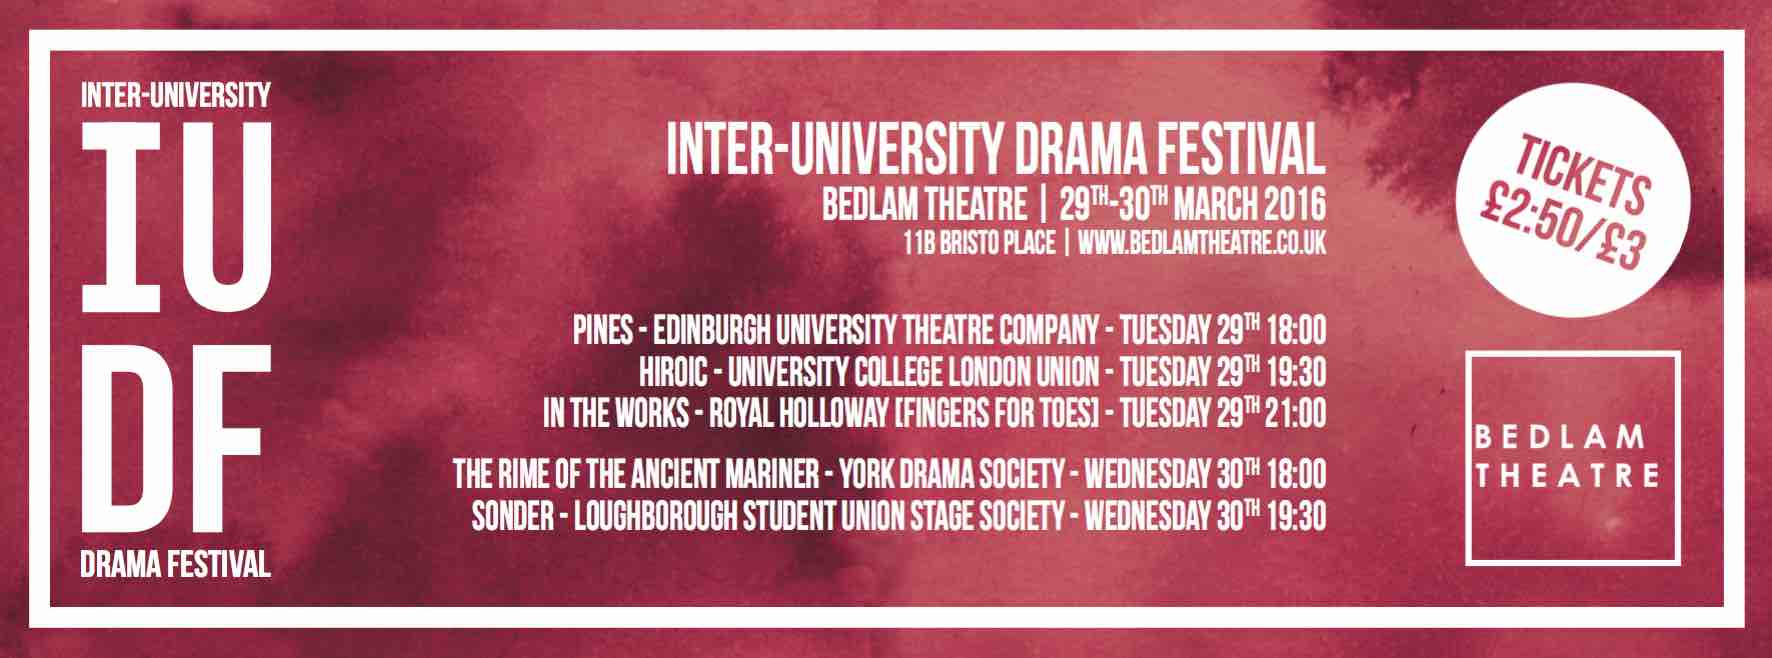 INTER-UNIVERSITY
IU
DF
DRAMA FESTIVAL
INTER-UNIVERSITY DRAMA FESTIVAL
BEDLAM THEATRE | 29TH-30TH MARCH 2016
11B BRISTO PLACE | WWW.BEDLAMTHEATRE.CO.UK
PINES - EDINBURGH UNIVERSITY THEATRE COMPANY - TUESDAY 29TH 18:00
HIROIC - UNIVERSITY COLLEGE LONDON UNION - TUESDAY 29TH 19:30
IN THE WORKS - ROYAL HOLLOWAY [FINGERS FOR TOES] - TUESDAY 29TH 21:00
THE RIME OF THE ANCIENT MARINER - YORK DRAMA SOCIETY - WEDNESDAY 30TH 18:00
SONDER - LOUGHBOROUGH STUDENT UNION STAGE SOCIETY - WEDNESDAY 30TH 19:30
TICKETS
£2:50/£3
BEDLAM
THEATRE